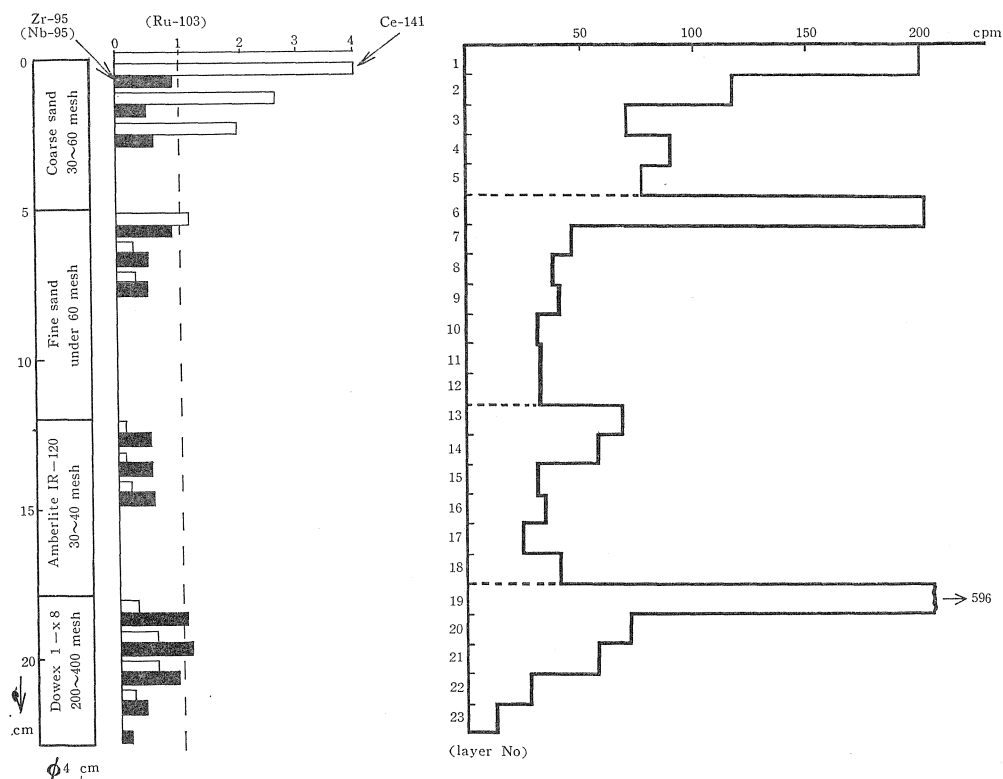 Zr-95
(Nb-95)
(Ru-103)
Ce-141
0 1 2 3 4
0
5
10
15
20
cm
Coarse sand
30~60 mesh
Fine sand
under 60 mesh
Amberlite IR-120
30~40 mesh
Dowex 1-x8
200~400 mesh
ϕ4 cm
50 100 150 200 cpm
1
2
3
4
5
6
7
8
9
10
11
12
13
14
15
16
17
18
19
20
21
22
23
596
(layer No)